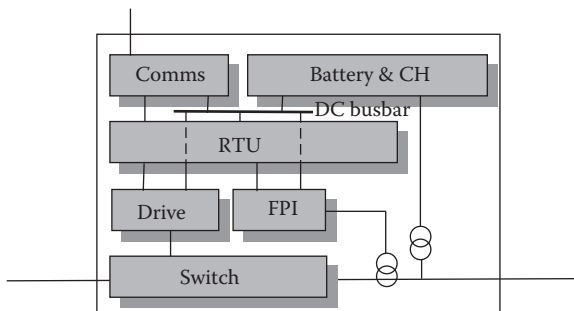 Comms
Battery & CH
DC busbar
RTU
Drive
FPI
Switch